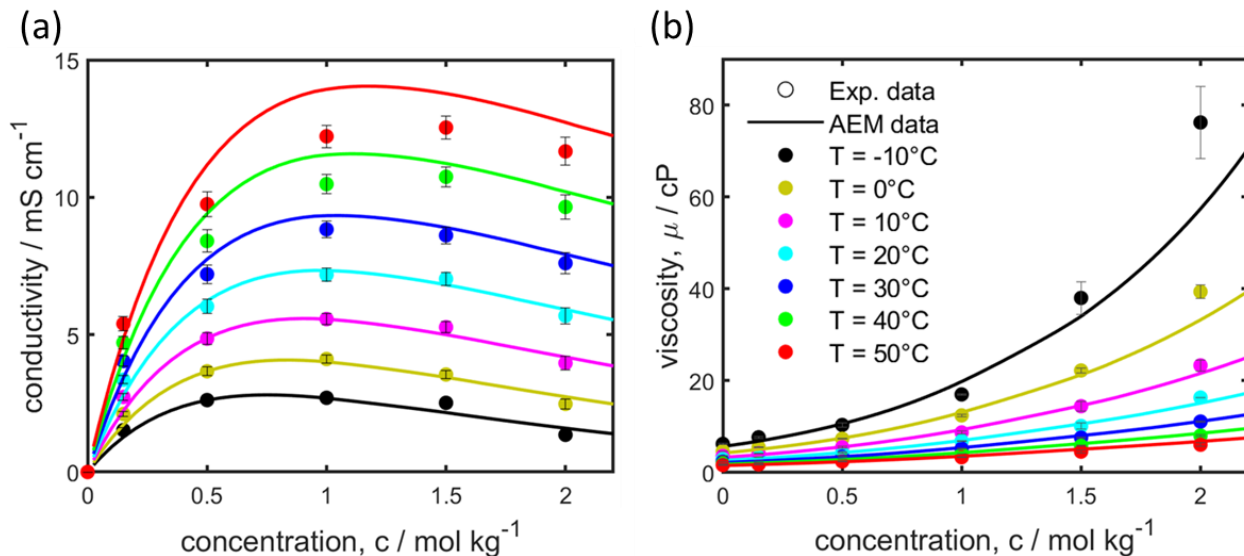 (a)
15
10
5
0
conductivity / mS cm⁻¹
0
0.5
1
1.5
2
concentration, c / mol kg⁻¹
(b)
80
60
40
20
0
viscosity, μ / cP
Exp. data
AEM data
T = -10°C
T = 0°C
T = 10°C
T = 20°C
T = 30°C
T = 40°C
T = 50°C
0
0.5
1
1.5
2
concentration, c / mol kg⁻¹